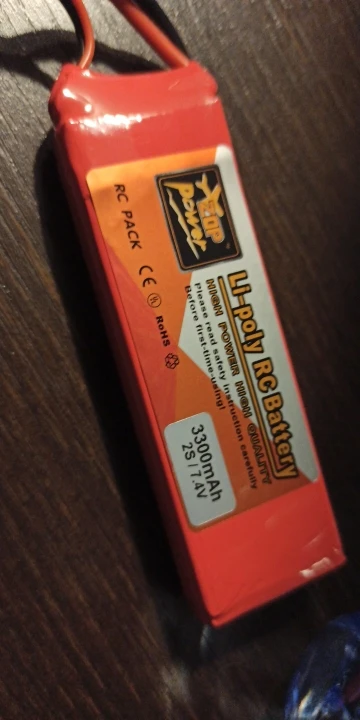 ZOP
power
RC PACK
CE
RoHS
Li-poly RC Battery
HIGH POWER HIGH QUALITY
Please read safety instruction carefully
Before first-time-using!
3300mAh
2S / 7.4V